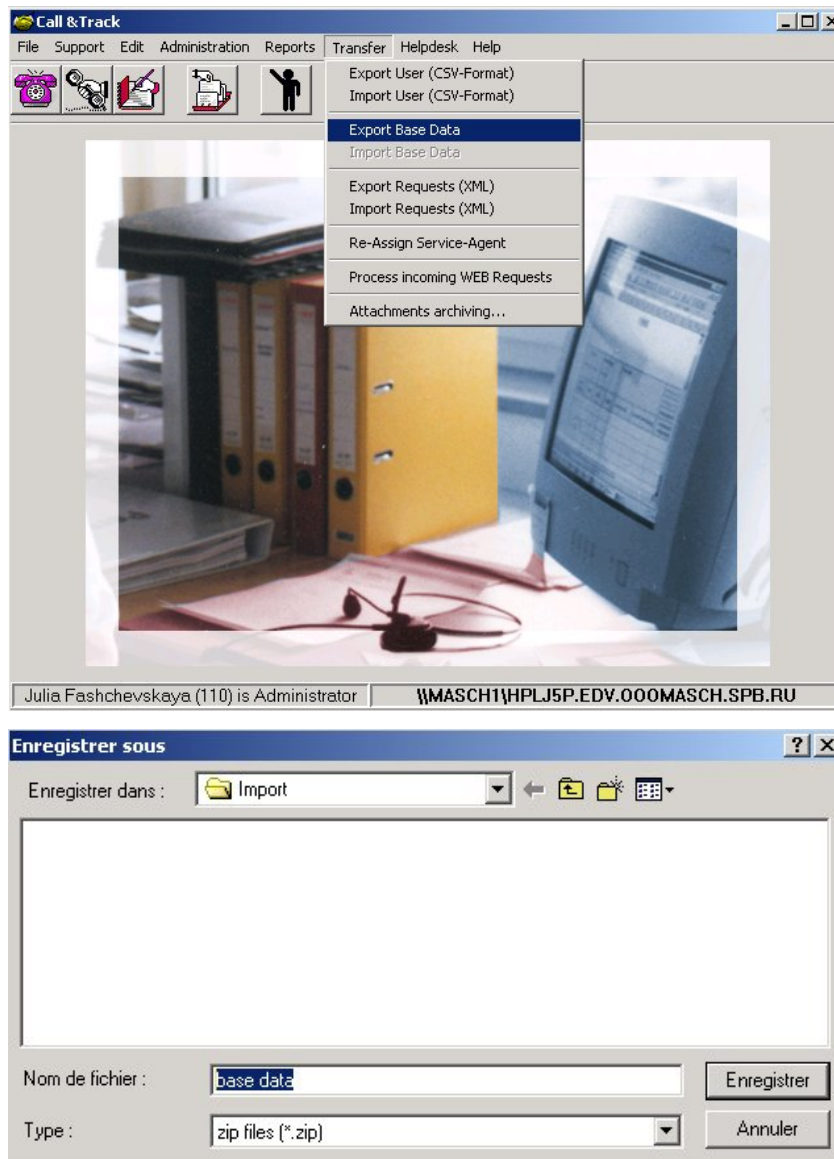 Call &Track
File Support Edit Administration Reports Transfer Helpdesk Help
Export User (CSV-Format)
Import User (CSV-Format)
Export Base Data
Import Base Data
Export Requests (XML)
Import Requests (XML)
Re-Assign Service-Agent
Process incoming WEB Requests
Attachments archiving...
Julia Fashchevskaya (110) is Administrator \\MASCH1\HPLJ5P.EDV.OOOMASCH.SPB.RU
Enregistrer sous
Enregistrer dans : Import
Nom de fichier : base data Enregistrer
Type : zip files (*.zip) Annuler